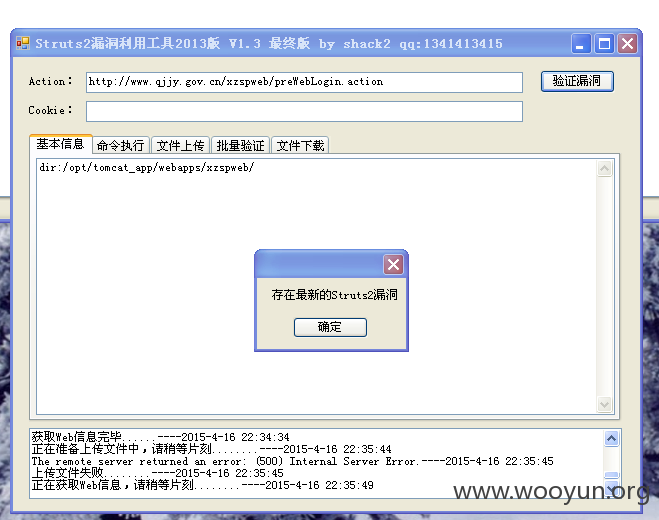 Struts2漏洞利用工具2013版 V1.3 最终版 by shack2 qq:1341413415
Action: http://www.qjjy.gov.cn/xzspweb/preWebLogin.action 验证漏洞
Cookie:
基本信息 命令执行 文件上传 批量验证 文件下载
dir:/opt/tomcat_app/webapps/xzspweb/
存在最新的Struts2漏洞
确定
获取Web信息完毕......----2015-4-16 22:34:34
正在准备上传文件中，请稍等片刻........----2015-4-16 22:35:44
The remote server returned an error: (500) Internal Server Error.----2015-4-16 22:35:45
上传文件失败........----2015-4-16 22:35:45
正在获取Web信息，请稍等片刻........----2015-4-16 22:35:49
www.wooyun.org